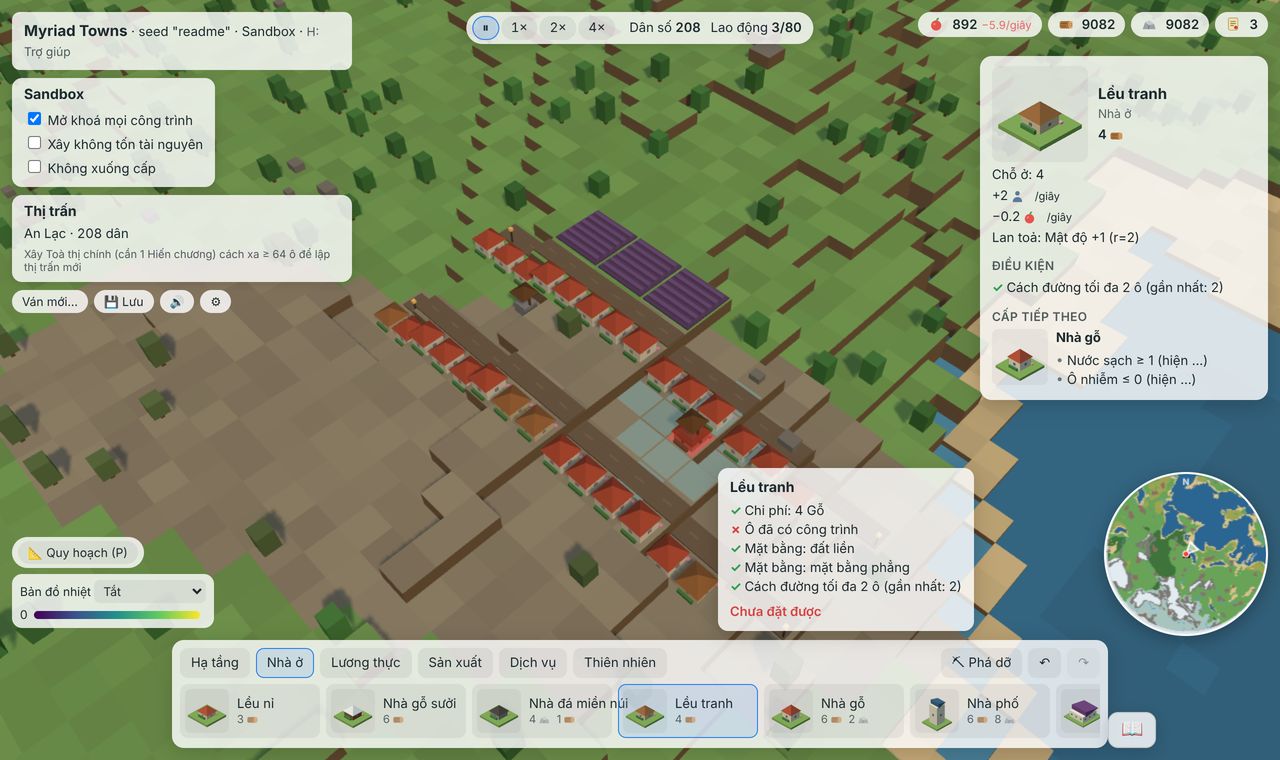 Myriad Towns · seed "readme" · Sandbox · H:
Trợ giúp
Sandbox
Mở khoá mọi công trình
Xây không tốn tài nguyên
Không xuống cấp
Thị trấn
An Lạc · 208 dân
Xây Toà thị chính (cần 1 Hiến chương) cách xa ≥ 64 ô để lập
thị trấn mới
Ván mới... Lưu
1× 2× 4× Dân số 208 Lao động 3/80
892 −5.9/giây 9082 9082 3
Lều tranh
Nhà ở
4
Chỗ ở: 4
+2 /giây
−0.2 /giây
Lan toả: Mật độ +1 (r=2)
ĐIỀU KIỆN
✓ Cách đường tối đa 2 ô (gần nhất: 2)
CẤP TIẾP THEO
Nhà gỗ
• Nước sạch ≥ 1 (hiện ...)
• Ô nhiễm ≤ 0 (hiện ...)
Lều tranh
✓ Chi phí: 4 Gỗ
× Ô đã có công trình
✓ Mặt bằng: đất liền
✓ Mặt bằng: mặt bằng phẳng
✓ Cách đường tối đa 2 ô (gần nhất: 2)
Chưa đặt được
N
Quy hoạch (P)
Bản đồ nhiệt Tắt
0
Hạ tầng Nhà ở Lương thực Sản xuất Dịch vụ Thiên nhiên Phá dỡ
Lều nỉ Nhà gỗ sưởi Nhà đá miền núi Lều tranh Nhà gỗ Nhà phố
3 6 4 1 4 6 2 6 8